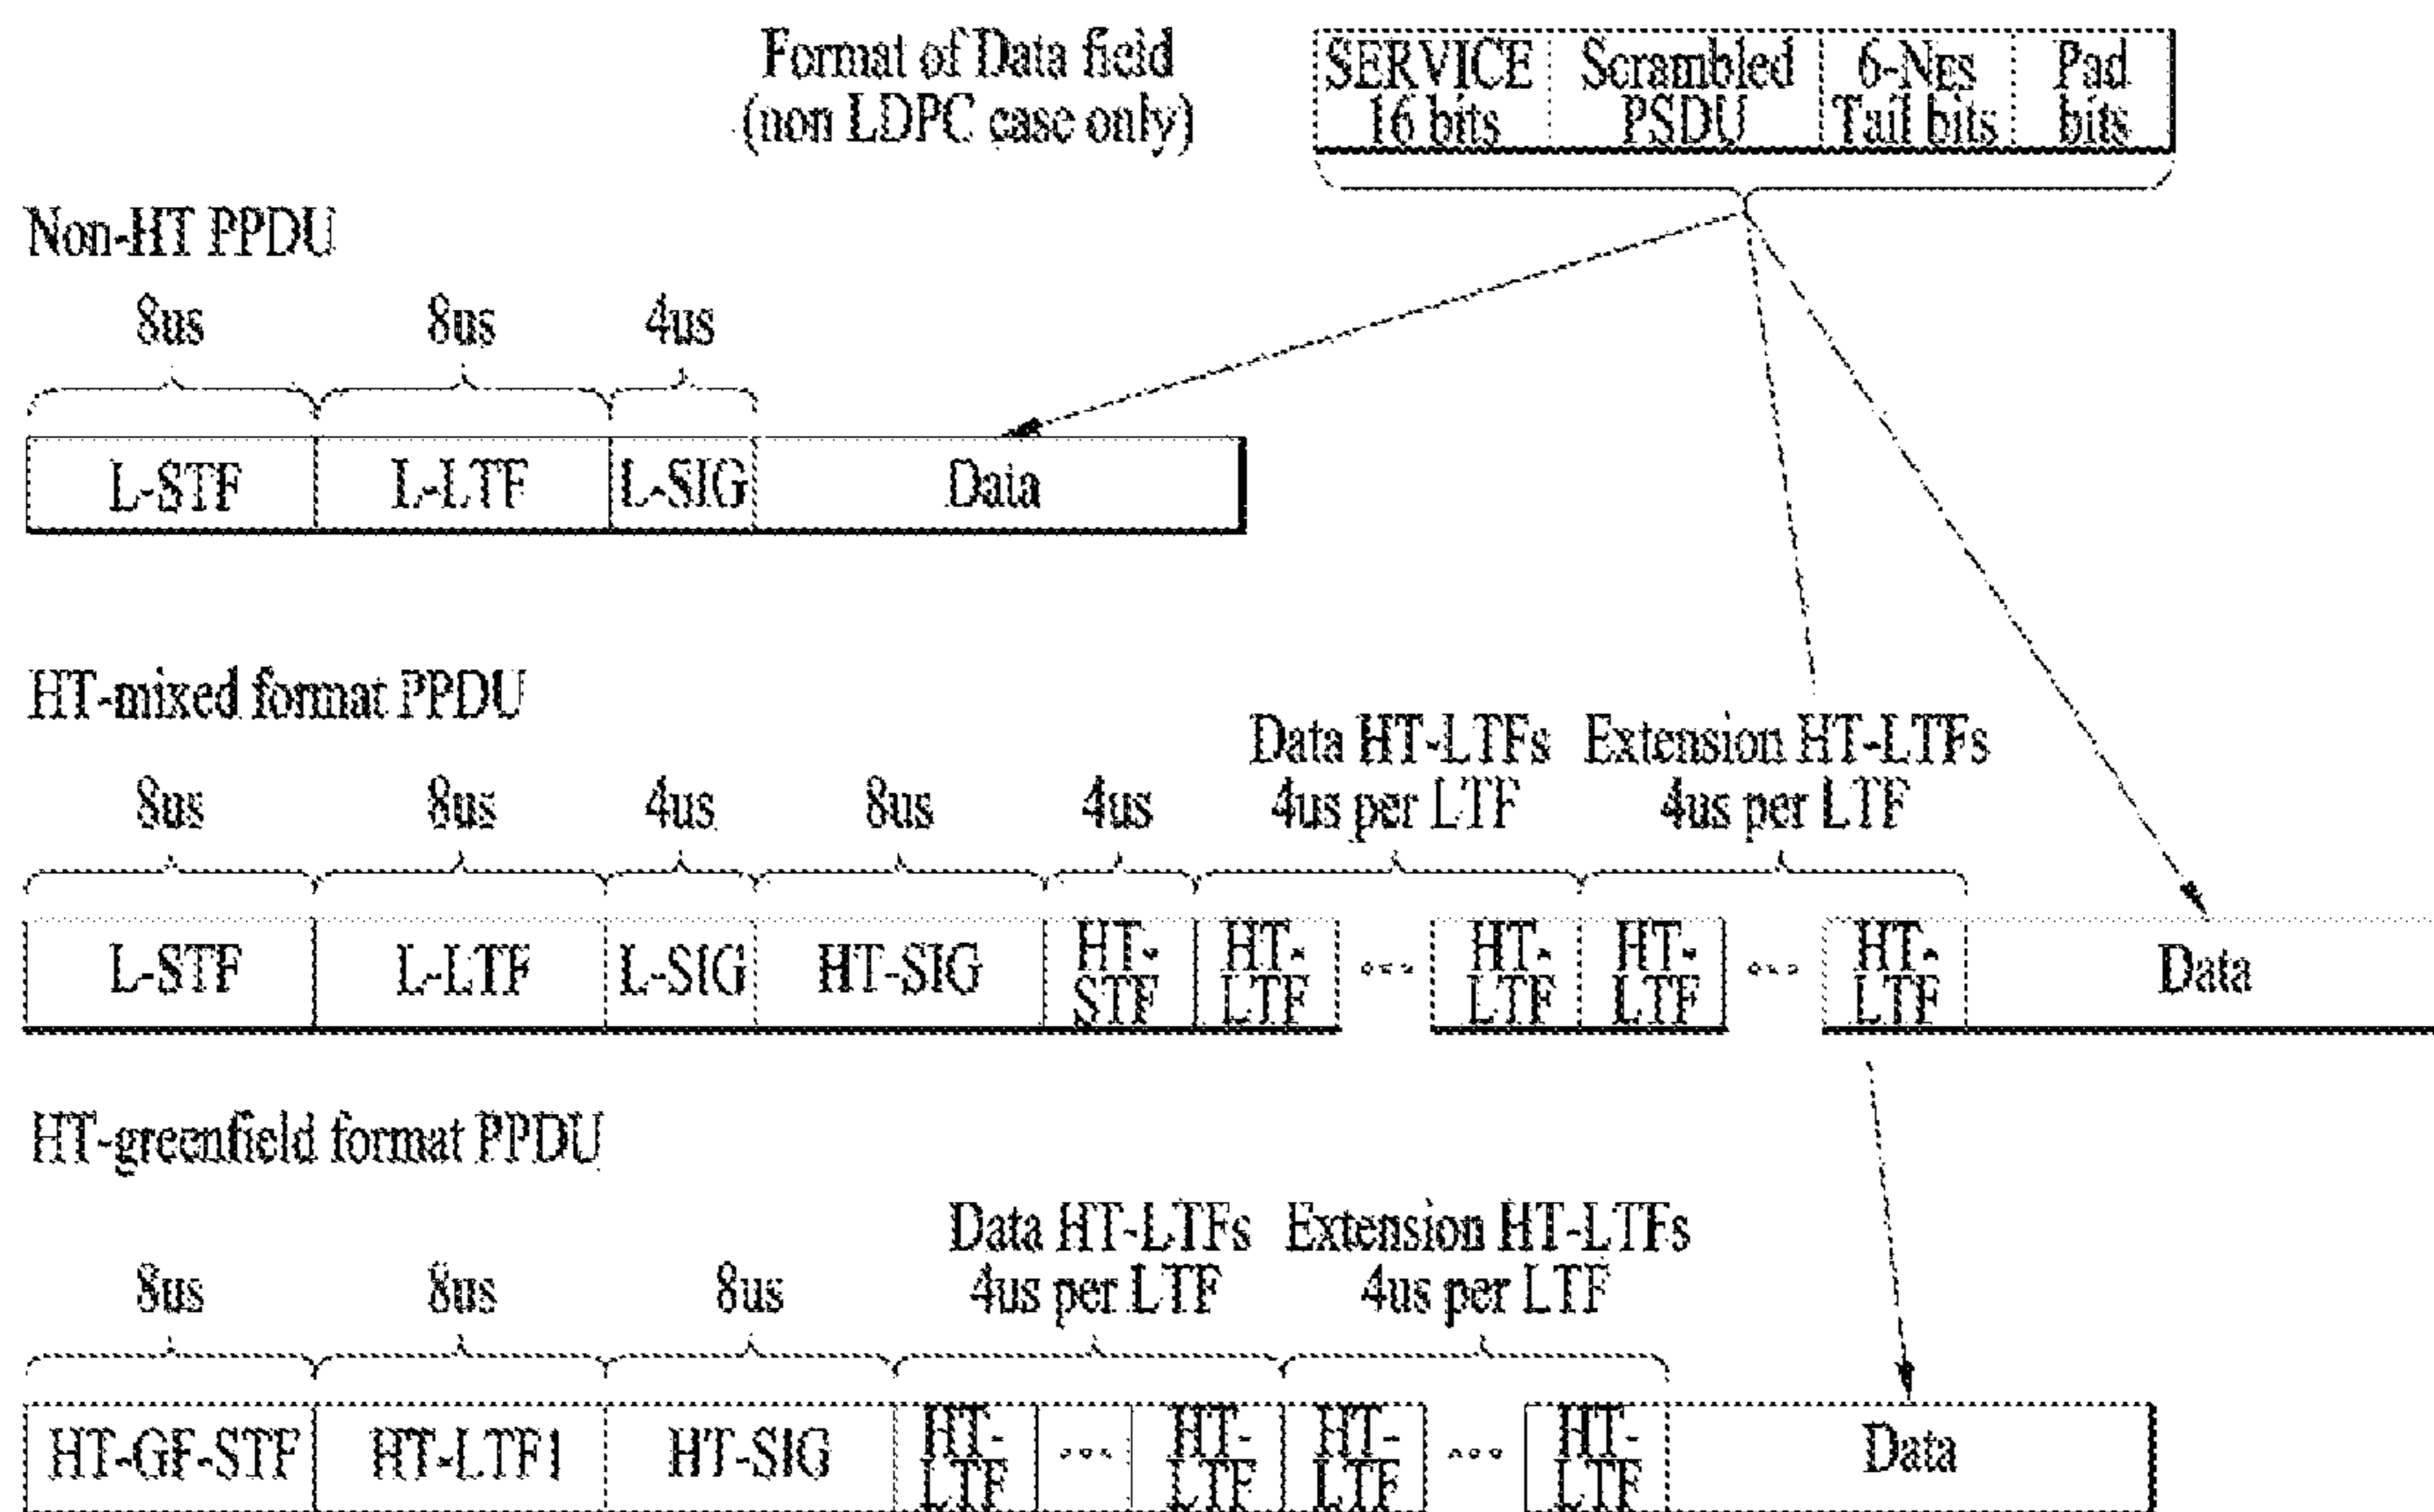 Format of Data field
(non LDPC case only)
SERVICE 16 bits Scrambled PSDU 6-NES Tail bits Pad bits
Non-HT PPDU
8us 8us 4us
L-STF L-LTF L-SIG Data
HT-mixed format PPDU
Data HT-LTFs Extension HT-LTFs
8us 8us 4us 8us 4us 4us per LTF 4us per LTF
L-STF L-LTF L-SIG HT-SIG HT-STF HT-LTF ... HT-LTF HT-LTF ... HT-LTF Data
HT-greenfield format PPDU
Data HT-LTFs Extension HT-LTFs
8us 8us 8us 4us per LTF 4us per LTF
HT-GF-STF HT-LTF1 HT-SIG HT-LTF ... HT-LTF HT-LTF ... HT-LTF Data